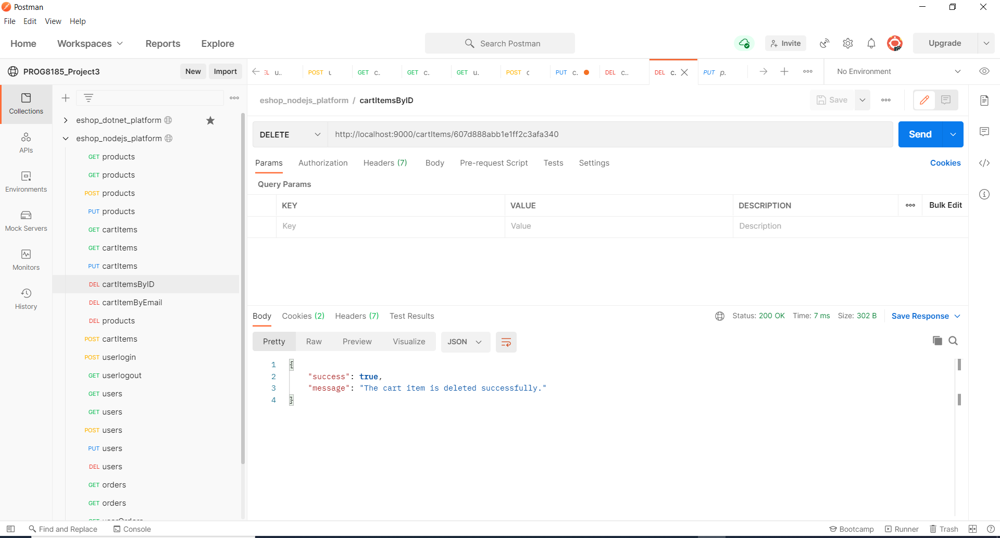 Postman
File Edit View Help
Home Workspaces Reports Explore Search Postman Invite Upgrade
PROG8185_Project3 New Import
u.. POST GET c. GET c. GET u. POST PUT c. DEL c.. DEL c. PUT p. No Environment
Collections
APIs
Environments
Mock Servers
Monitors
History
eshop_dotnet_platform
eshop_nodejs_platform
GET products
GET products
POST products
PUT products
GET cartItems
GET cartItems
PUT cartItems
DEL cartItemsByID
DEL cartItemByEmail
DEL products
POST cartItems
POST userlogin
GET userlogout
GET users
GET users
POST users
PUT users
DEL users
GET orders
GET orders
eshop_nodejs_platform / cartItemsByID Save
DELETE http://localhost:9000/cartItems/607d888abb1e1ff2c3afa340 Send
Params Authorization Headers (7) Body Pre-request Script Tests Settings Cookies
Query Params
KEY VALUE DESCRIPTION Bulk Edit
Key Value Description
Body Cookies (2) Headers (7) Test Results Status: 200 OK Time: 7 ms Size: 302 B Save Response
Pretty Raw Preview Visualize JSON
1 {
2 "success": true,
3 "message": "The cart item is deleted successfully."
4 }
Find and Replace Console Bootcamp Runner Trash